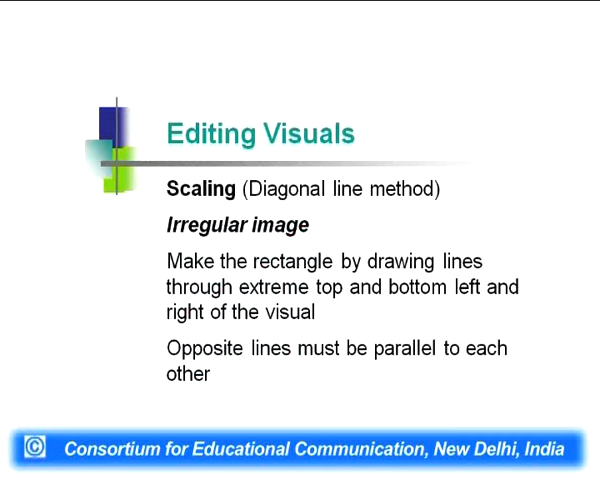 Editing Visuals
Scaling (Diagonal line method)
Irregular image
Make the rectangle by drawing lines
through extreme top and bottom left and
right of the visual
Opposite lines must be parallel to each
other
© Consortium for Educational Communication, New Delhi, India